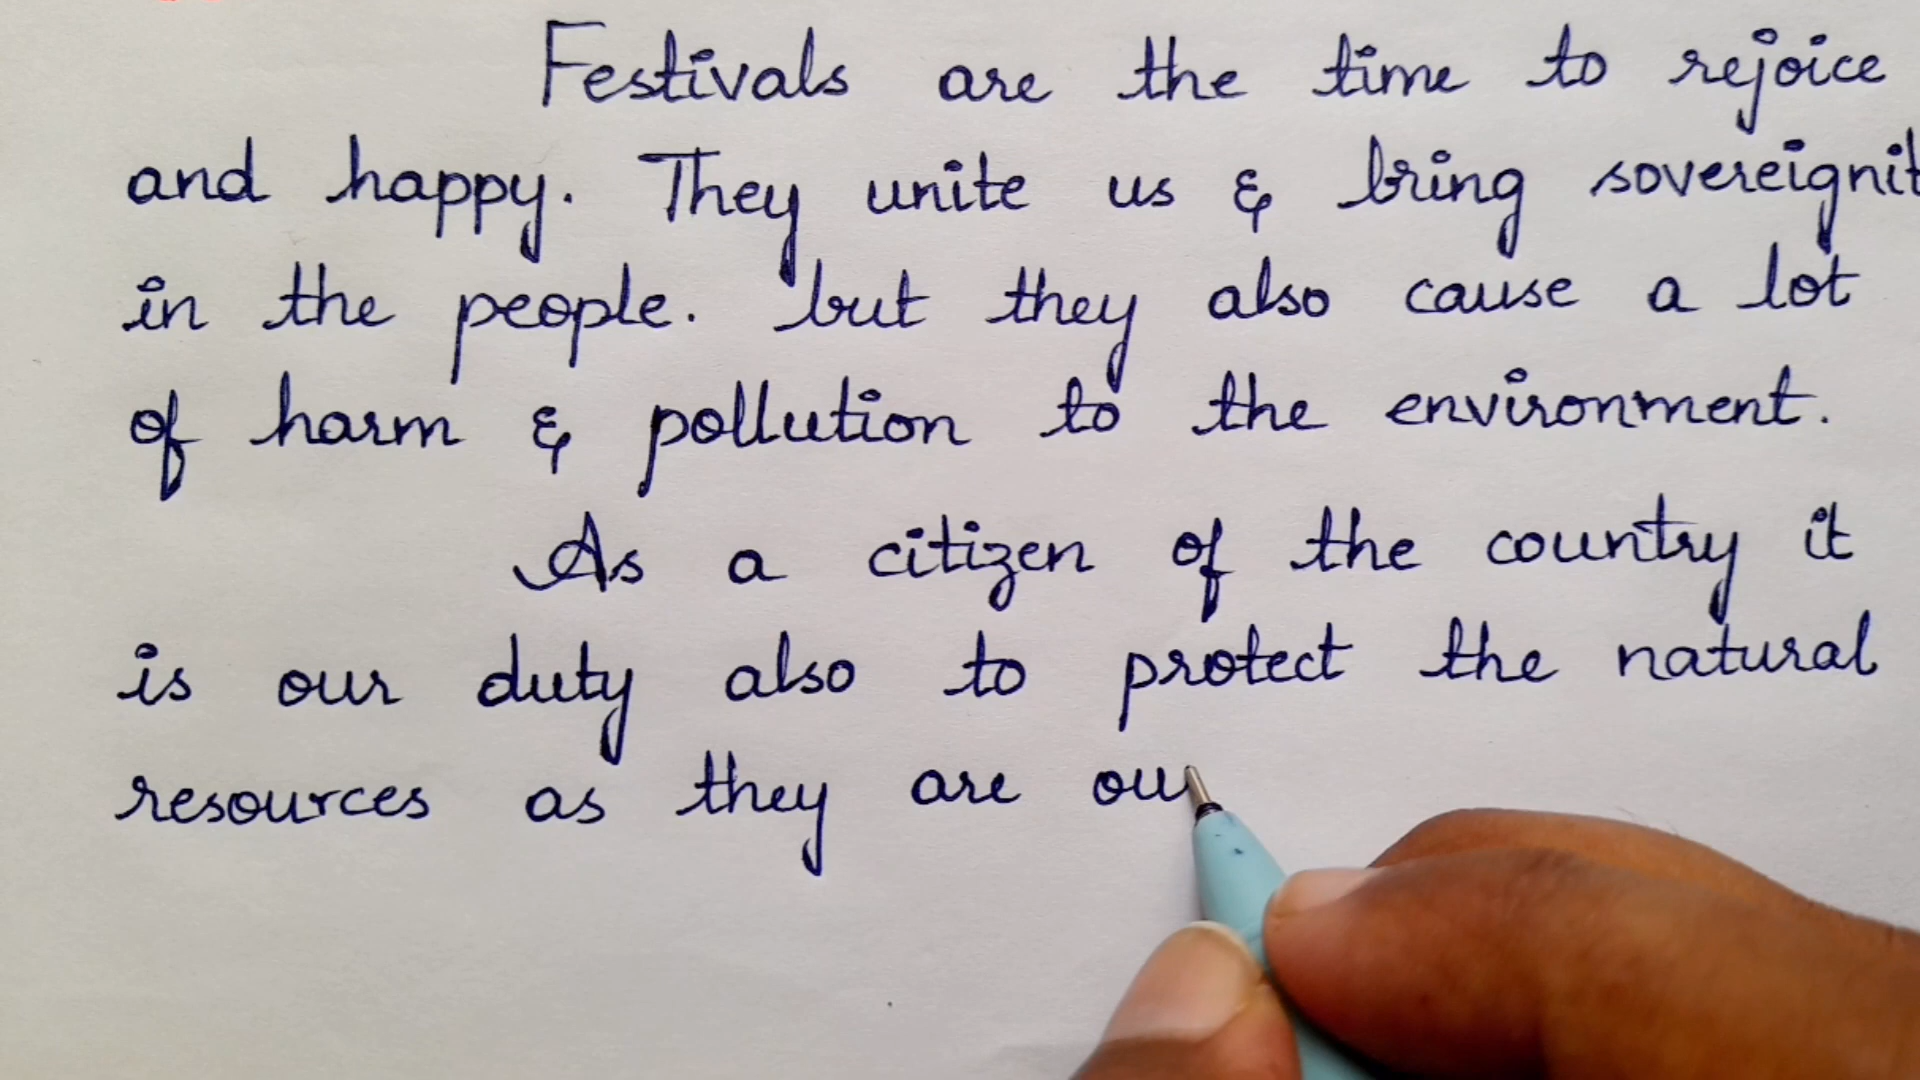 Festivals are the time to rejoice
and happy. They unite us & bring sovereignit
in the people. but they also cause a lot
of harm & pollution to the environment.
As a citizen of the country it
is our duty also to protect the natural
resources as they are our